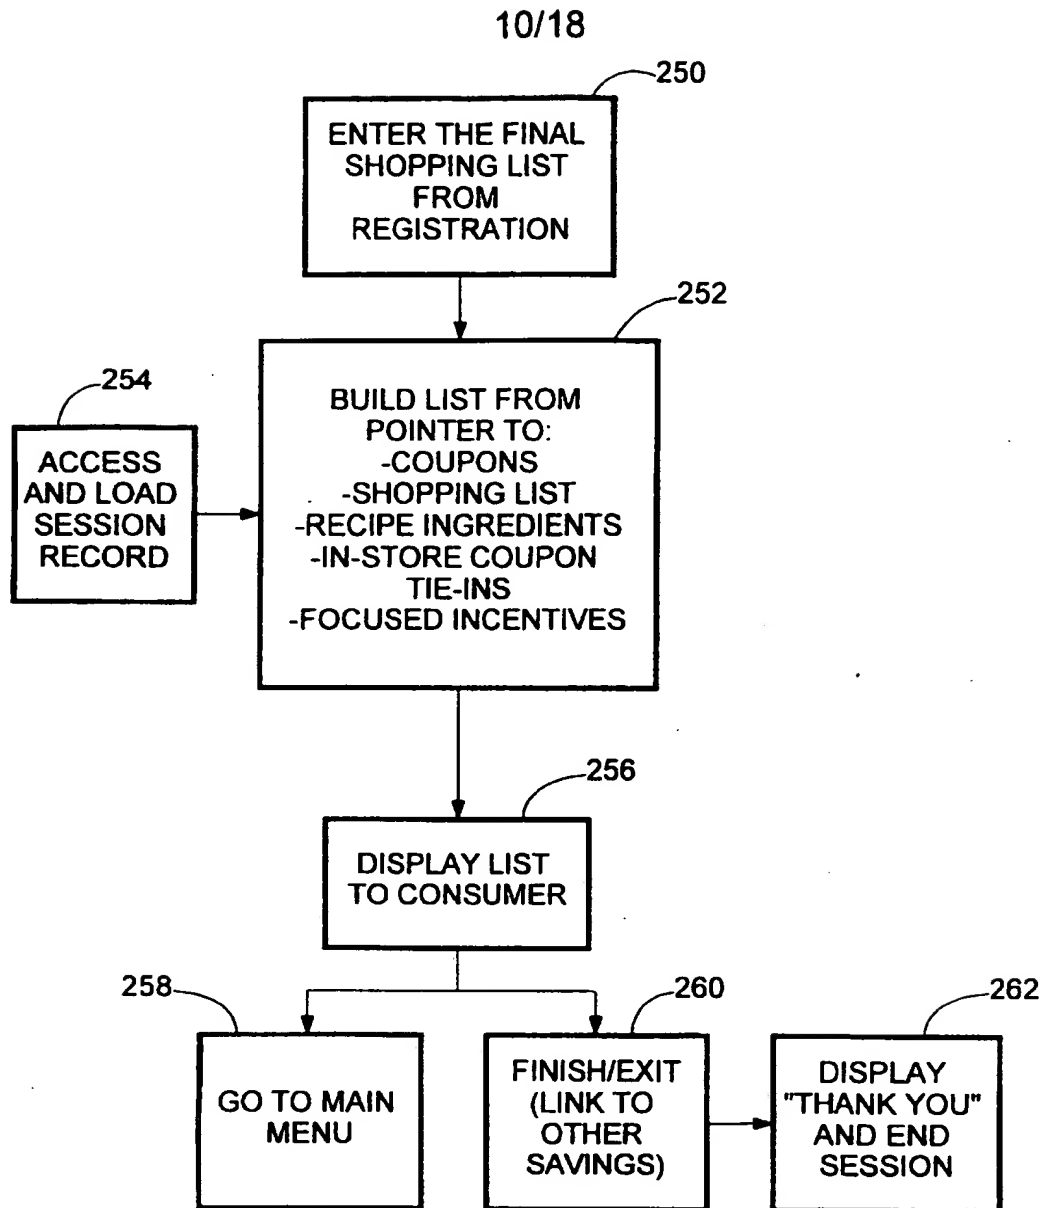 10/18
250
ENTER THE FINAL
SHOPPING LIST
FROM
REGISTRATION
252
BUILD LIST FROM
POINTER TO:
-COUPONS
-SHOPPING LIST
-RECIPE INGREDIENTS
-IN-STORE COUPON
TIE-INS
-FOCUSED INCENTIVES
254
ACCESS
AND LOAD
SESSION
RECORD
256
DISPLAY LIST
TO CONSUMER
258
GO TO MAIN
MENU
260
FINISH/EXIT
(LINK TO
OTHER
SAVINGS)
262
DISPLAY
"THANK YOU"
AND END
SESSION